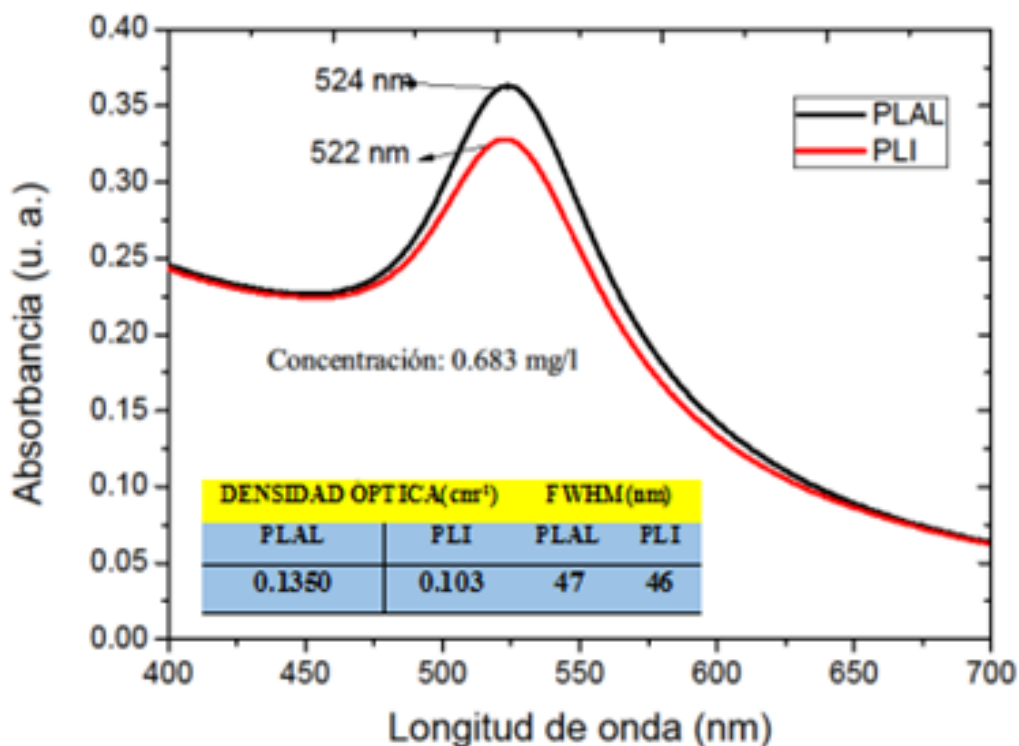 0.40
0.35
0.30
0.25
0.20
0.15
0.10
0.05
0.00
Absorbancia (u. a.)
524 nm
522 nm
PLAL
PLI
Concentración: 0.683 mg/l
DENSIDAD ÓPTICA(cm⁻¹) FWHM(nm)
PLAL PLI PLAL PLI
0.1350 0.103 47 46
400 450 500 550 600 650 700
Longitud de onda (nm)